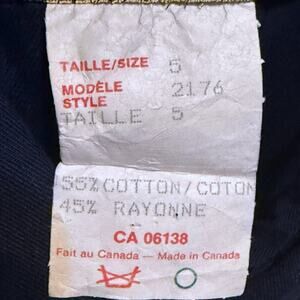 TAILLE/SIZE 5
MODÈLE 2176
STYLE
TAILLE 5
55% COTTON/COTON
45% RAYONNE
CA 06138
Fait au Canada — Made in Canada